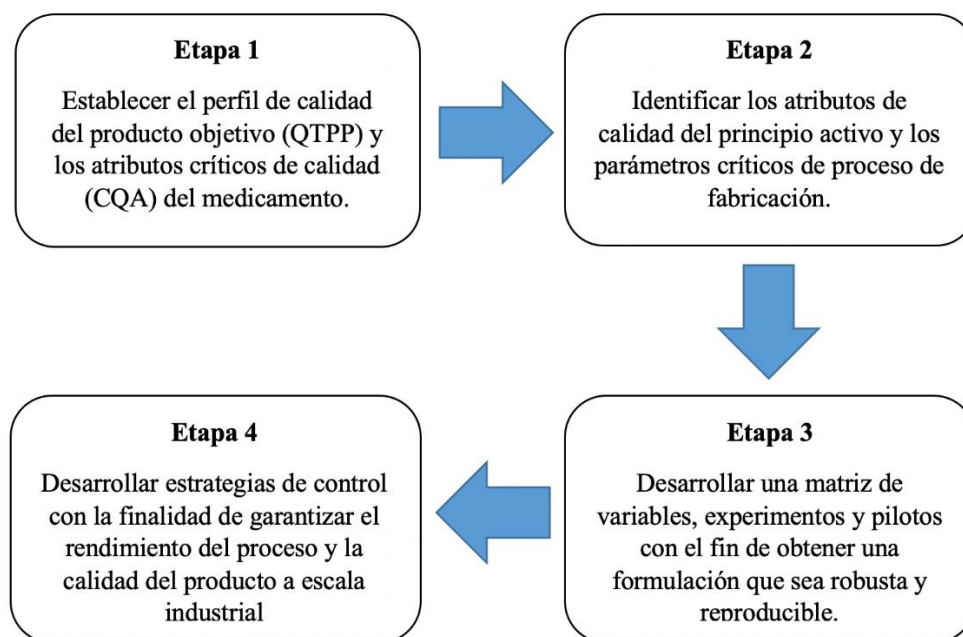 Etapa 1
Establecer el perfil de calidad
del producto objetivo (QTPP) y
los atributos críticos de calidad
(CQA) del medicamento.
Etapa 2
Identificar los atributos de
calidad del principio activo y los
parámetros críticos de proceso de
fabricación.
Etapa 3
Desarrollar una matriz de
variables, experimentos y pilotos
con el fin de obtener una
formulación que sea robusta y
reproducible.
Etapa 4
Desarrollar estrategias de control
con la finalidad de garantizar el
rendimiento del proceso y la
calidad del producto a escala
industrial